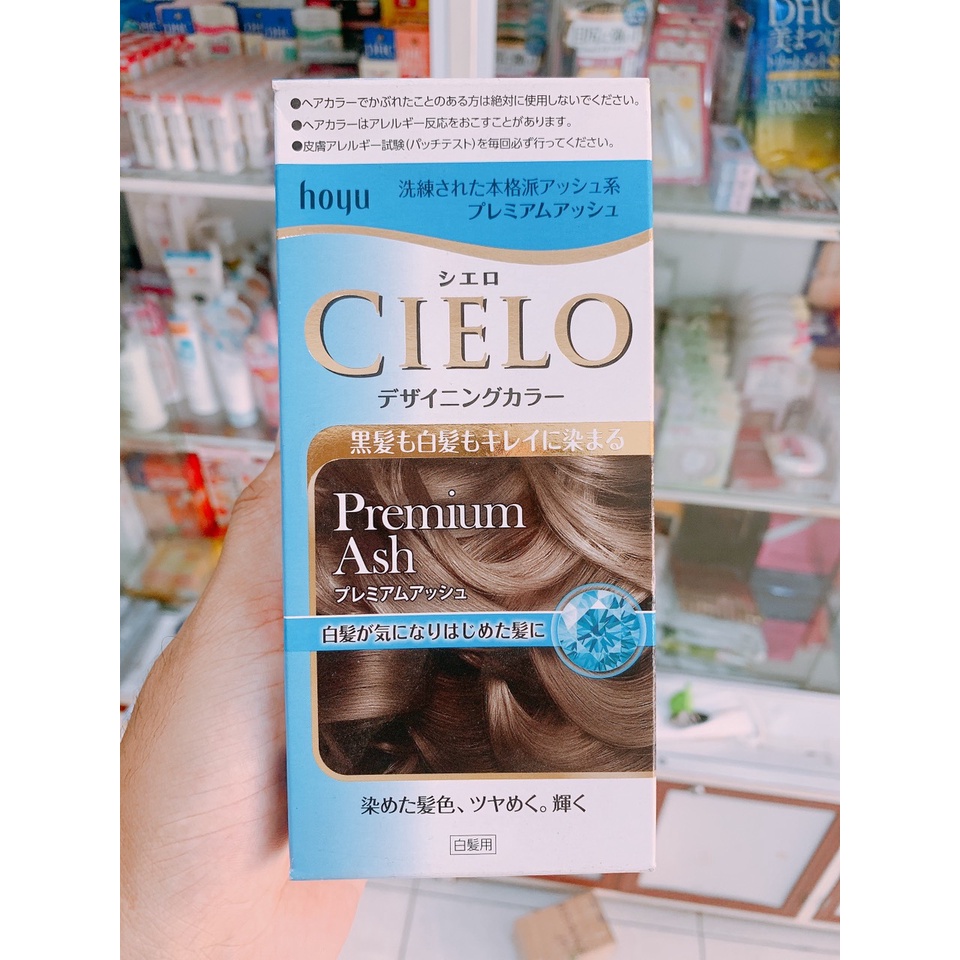 ●ヘアカラーでかぶれたことのある方は絶対に使用しないでください。
●ヘアカラーはアレルギー反応をおこすことがあります。
●皮膚アレルギー試験(パッチテスト)を毎回必ず行ってください。
hoyu
洗練された本格派アッシュ系
プレミアムアッシュ
シエロ
CIELO
デザイニングカラー
黒髪も白髪もキレイに染まる
Premium
Ash
プレミアムアッシュ
白髪が気になりはじめた髪に
染めた髪色、ツヤめく。輝く
白髪用
DHC
美まつげ